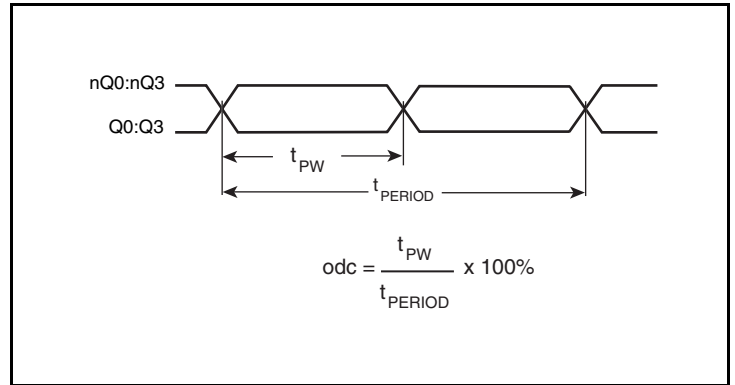 nQ0:nQ3
Q0:Q3
tPW
tPERIOD
odc = tPW / tPERIOD x 100%